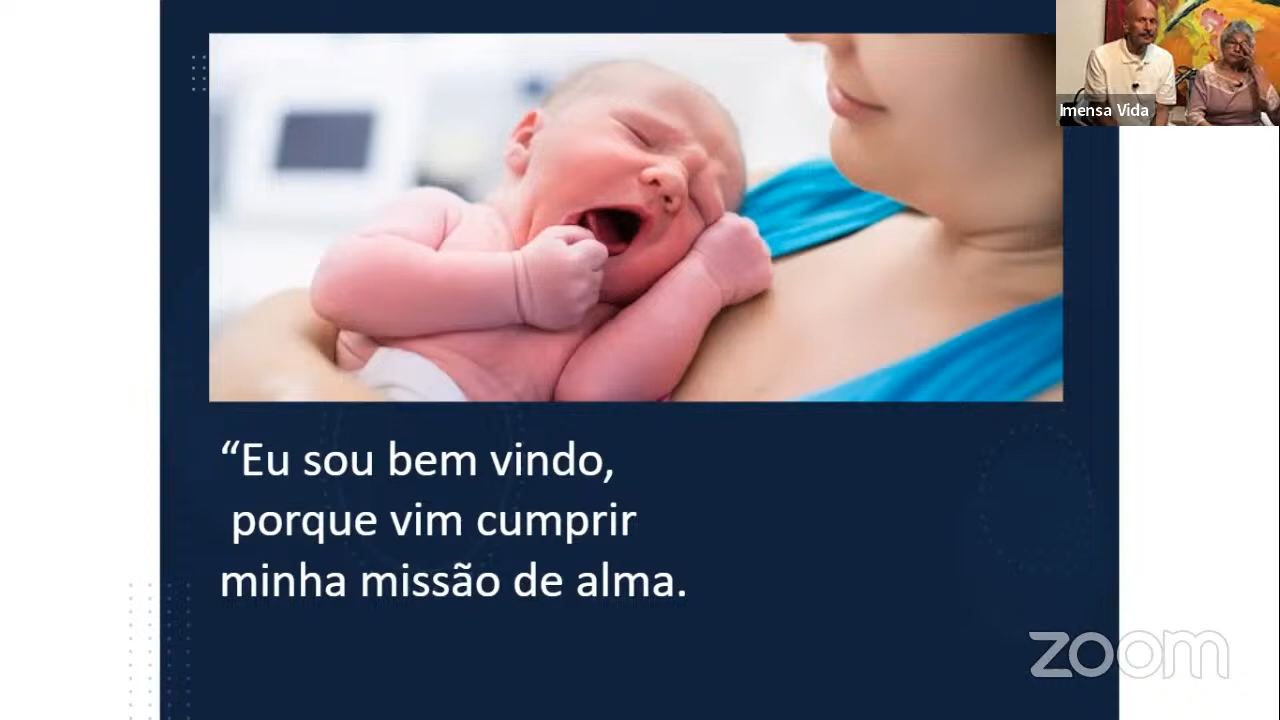 Imensa Vida
“Eu sou bem vindo,
porque vim cumprir
minha missão de alma.
zoom